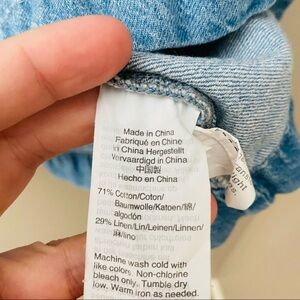 Made in China
Fabriqué en Chine
in China Hergestellt
Vervaardigd in China
中国製
Hecho en China
71% Cotton/Coton/
Baumwolle/Katoen/綿/
algodón
29% Linen/Lin/Leinen/Linnen/
麻/lino
Machine wash cold with
like colors. Non-chlorine
bleach only. Tumble dry
low. Warm iron as needed.